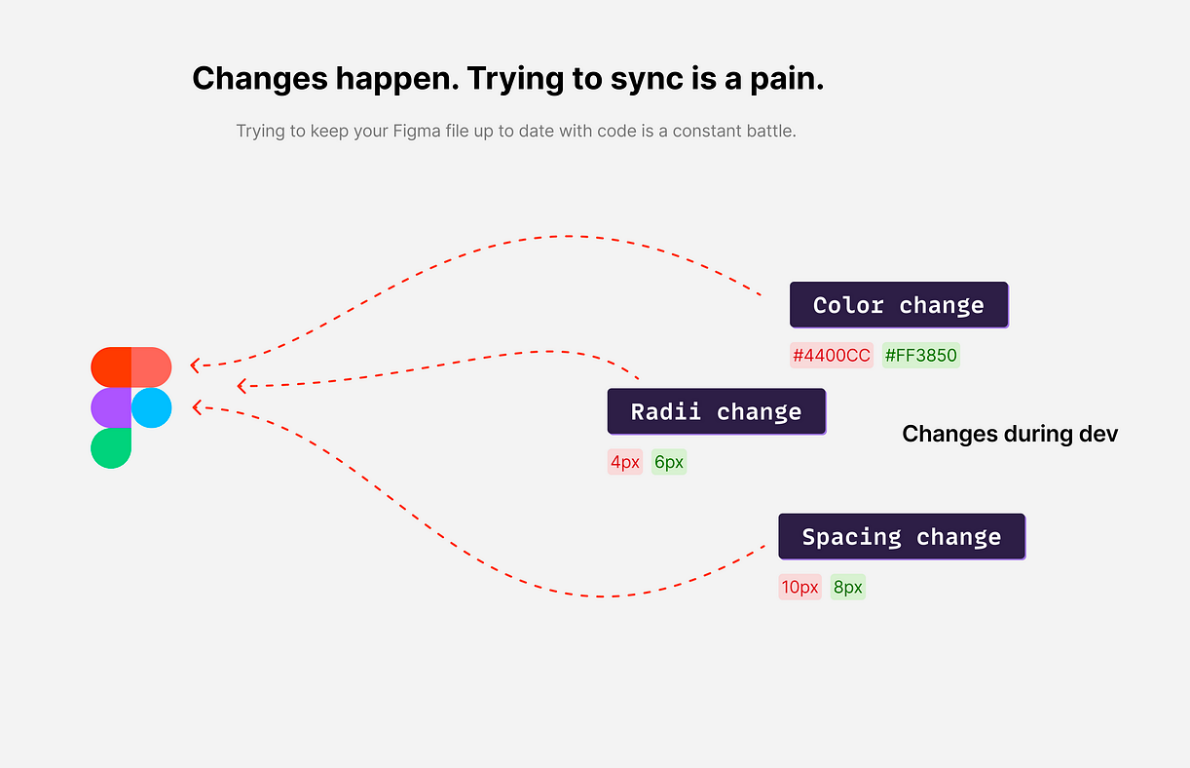 Changes happen. Trying to sync is a pain.
Trying to keep your Figma file up to date with code is a constant battle.
Color change
#4400CC #FF3850
Radii change
4px 6px
Changes during dev
Spacing change
10px 8px